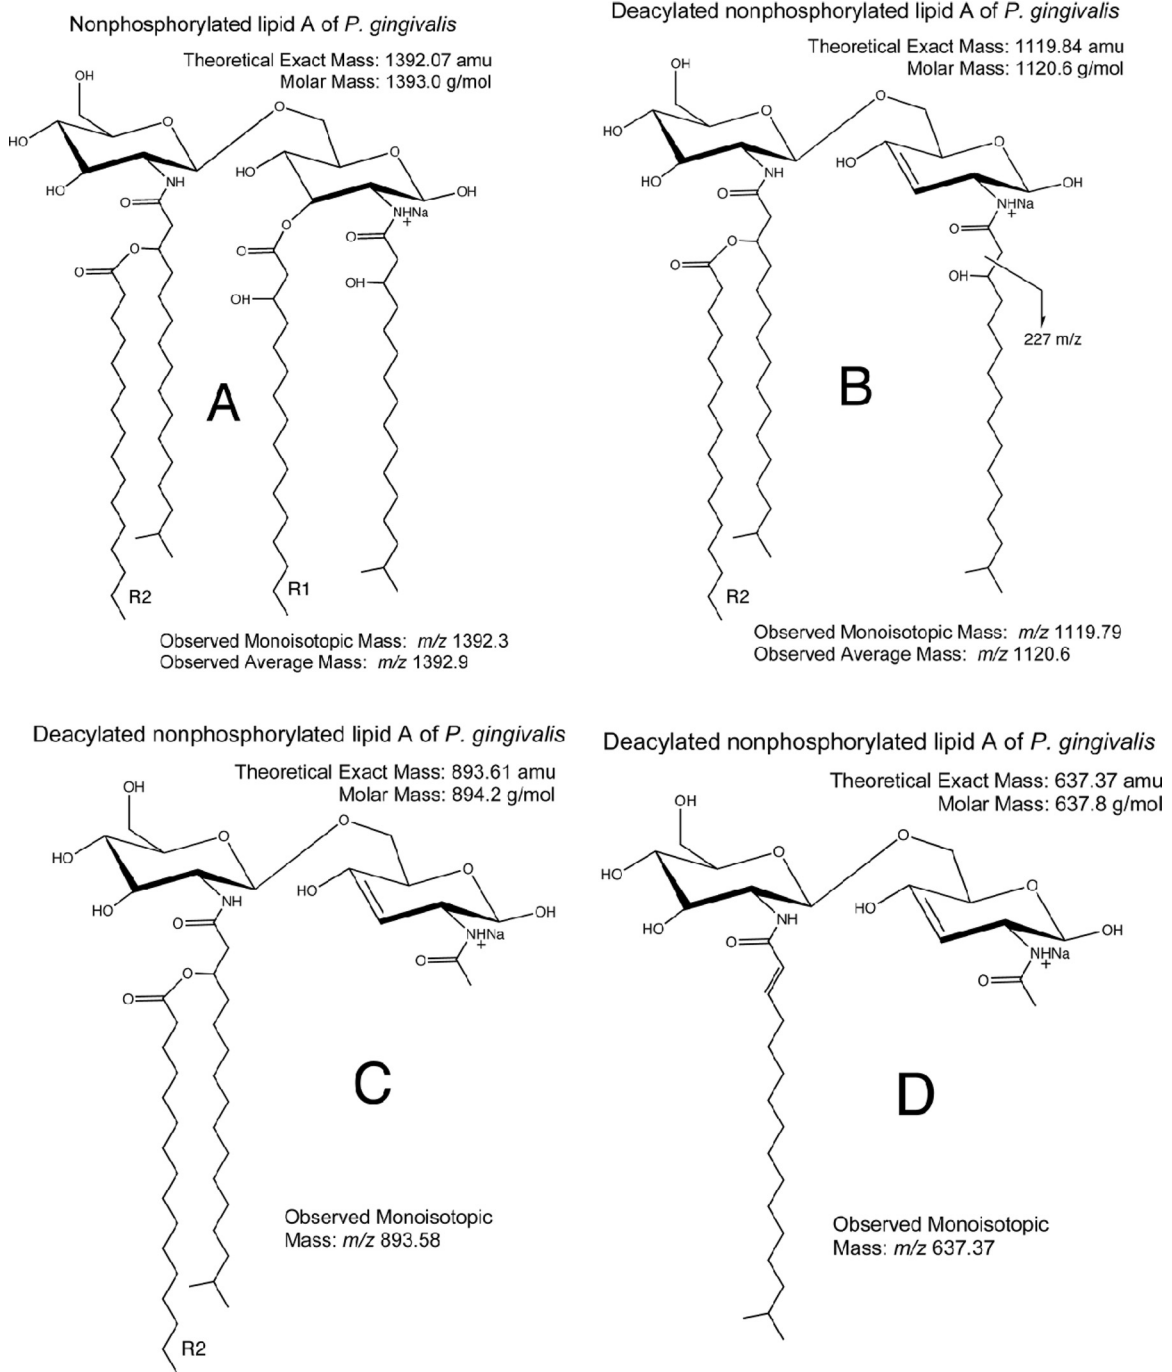 Nonphosphorylated lipid A of P. gingivalis
Theoretical Exact Mass: 1392.07 amu
Molar Mass: 1393.0 g/mol
OH
O
O
HO
HO
NH
O
HO
O
OH
NHNa
+
O
O
O
O
O
OH
OH
A
R2
R1
Observed Monoisotopic Mass: m/z 1392.3
Observed Average Mass: m/z 1392.9
Deacylated nonphosphorylated lipid A of P. gingivalis
Theoretical Exact Mass: 1119.84 amu
Molar Mass: 1120.6 g/mol
OH
O
O
HO
HO
NH
O
HO
O
OH
NHNa
+
O
O
O
OH
227 m/z
B
R2
Observed Monoisotopic Mass: m/z 1119.79
Observed Average Mass: m/z 1120.6
Deacylated nonphosphorylated lipid A of P. gingivalis
Theoretical Exact Mass: 893.61 amu
Molar Mass: 894.2 g/mol
OH
O
O
HO
HO
NH
O
HO
O
OH
NHNa
+
O
O
O
C
Observed Monoisotopic
Mass: m/z 893.58
R2
Deacylated nonphosphorylated lipid A of P. gingivalis
Theoretical Exact Mass: 637.37 amu
Molar Mass: 637.8 g/mol
OH
O
O
HO
HO
NH
O
HO
O
OH
NHNa
+
O
D
Observed Monoisotopic
Mass: m/z 637.37